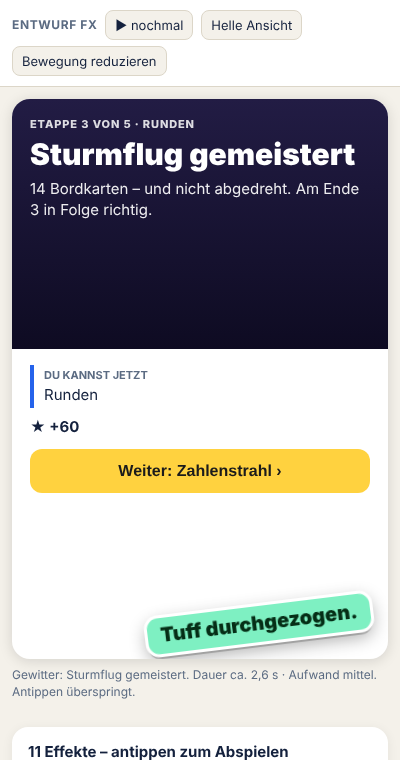 ENTWURF FX ▶ nochmal Helle Ansicht
Bewegung reduzieren
ETAPPE 3 VON 5 · RUNDEN
Sturmflug gemeistert
14 Bordkarten – und nicht abgedreht. Am Ende
3 in Folge richtig.
DU KANNST JETZT
Runden
★ +60
Weiter: Zahlenstrahl ›
Tuff durchgezogen.
Gewitter: Sturmflug gemeistert. Dauer ca. 2,6 s · Aufwand mittel.
Antippen überspringt.
11 Effekte – antippen zum Abspielen